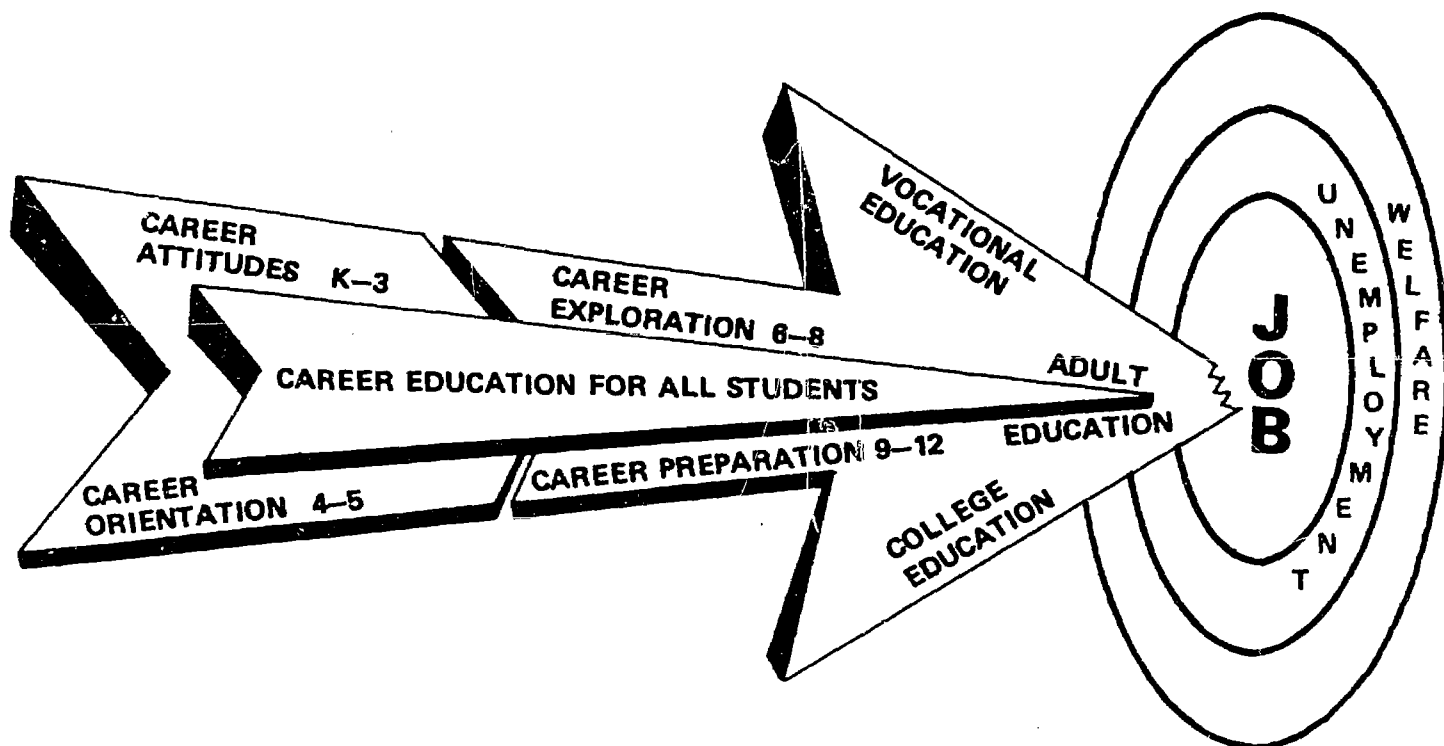 CAREER
ATTITUDES K–3
CAREER
EXPLORATION 6–8
CAREER EDUCATION FOR ALL STUDENTS
CAREER
ORIENTATION 4–5
CAREER PREPARATION 9–12
VOCATIONAL
EDUCATION
ADULT
EDUCATION
COLLEGE
EDUCATION
JOB
UNEMPLOYMENT
WELFARE